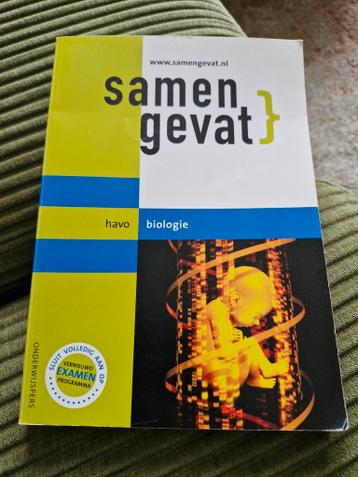 www.samengevat.nl
samen
gevat}
havo biologie
SLUIT VOLLEDIG AAN OP
VERNIEUWD
EXAMEN
PROGRAMMA
ONDERWIJSPERS